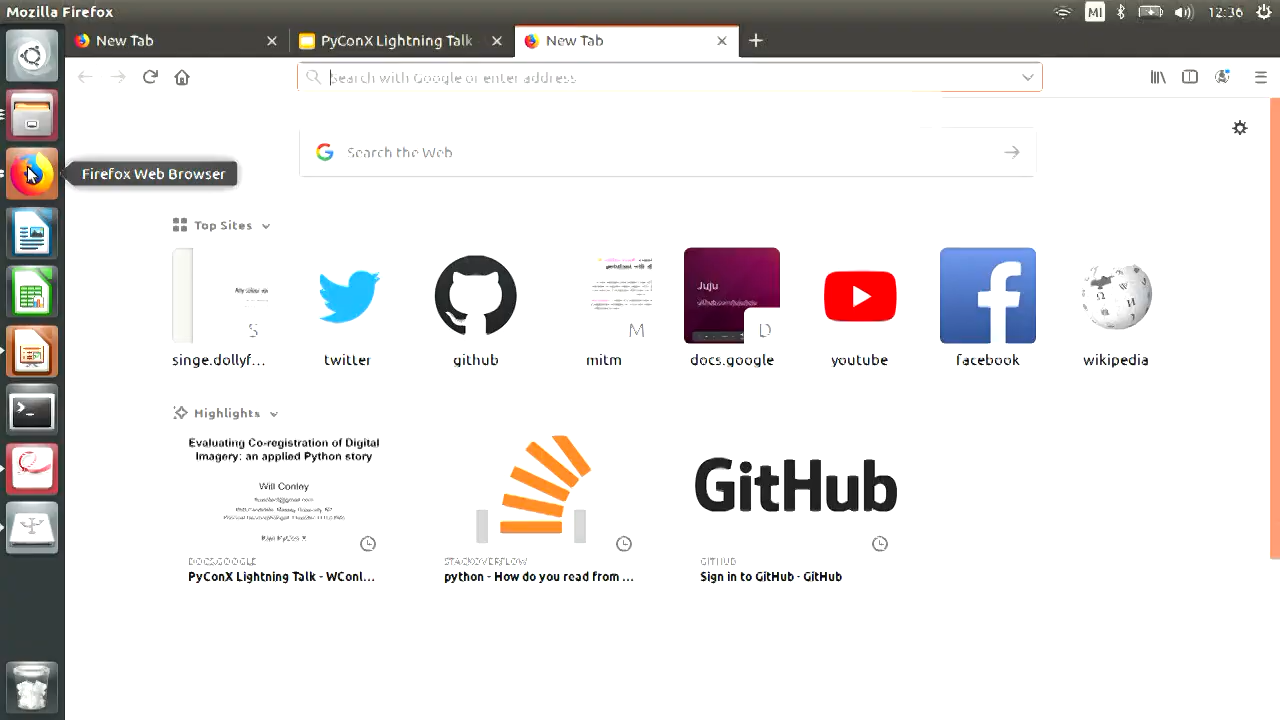 Mozilla Firefox
MI
12:36
New Tab
PyConX Lightning Talk
New Tab
Search with Google or enter address
Search the Web
Firefox Web Browser
Top Sites
S
M
Juju
D
singe.dollyf...
twitter
github
mitm
docs.google
youtube
facebook
wikipedia
Highlights
Evaluating Co-registration of Digital
Imagery: an applied Python story
Will Conley
GitHub
DOCS.GOOGLE
STACKOVERFLOW
GITHUB
PyConX Lightning Talk - WConl...
python - How do you read from ...
Sign in to GitHub · GitHub